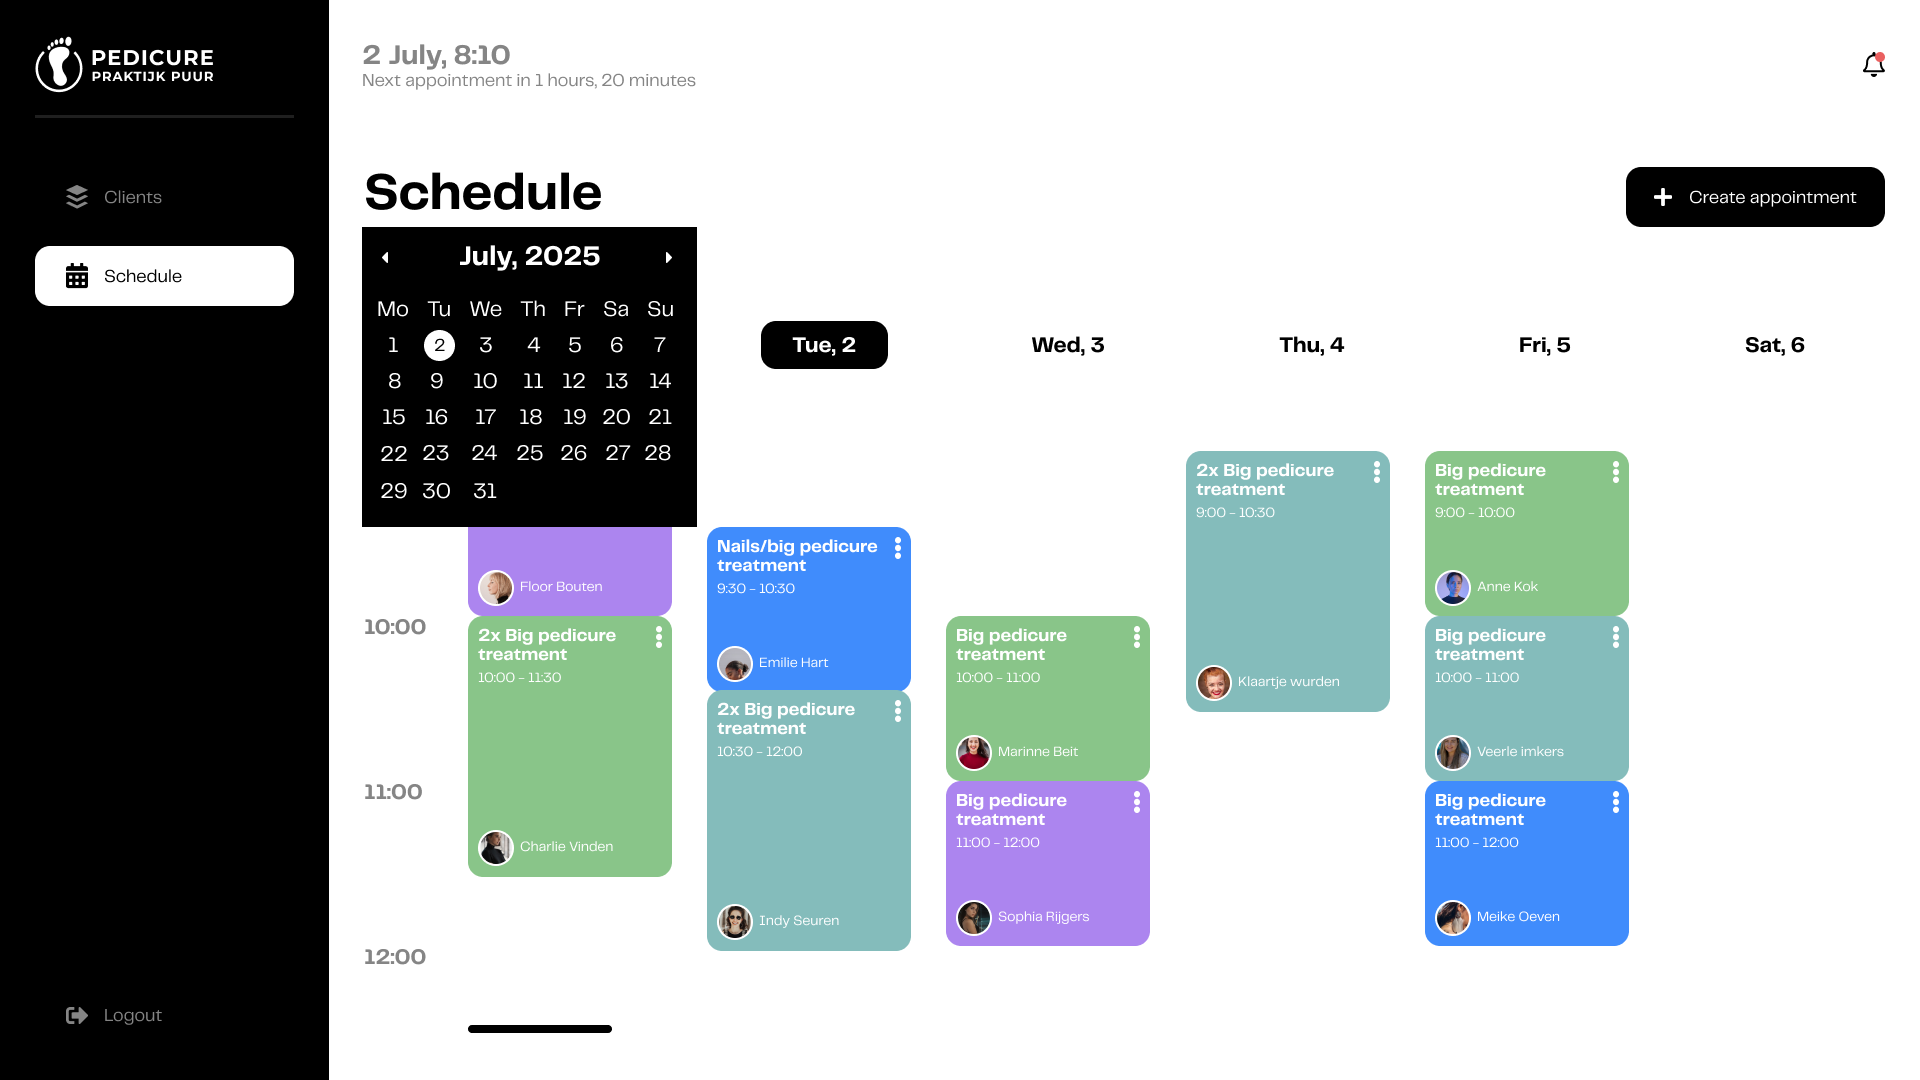 PEDICURE
PRAKTIJK PUUR
Clients
Schedule
Logout
2 July, 8:10
Next appointment in 1 hours, 20 minutes
Schedule
Create appointment
July, 2025
Mo Tu We Th Fr Sa Su
1 2 3 4 5 6 7
8 9 10 11 12 13 14
15 16 17 18 19 20 21
22 23 24 25 26 27 28
29 30 31
Tue, 2
Wed, 3
Thu, 4
Fri, 5
Sat, 6
10:00
11:00
12:00
Floor Bouten
2x Big pedicure
treatment
10:00 - 11:30
Charlie Vinden
Nails/big pedicure
treatment
9:30 - 10:30
Emilie Hart
2x Big pedicure
treatment
10:30 - 12:00
Indy Seuren
Big pedicure
treatment
10:00 - 11:00
Marinne Beit
Big pedicure
treatment
11:00 - 12:00
Sophia Rijgers
2x Big pedicure
treatment
9:00 - 10:30
Klaartje wurden
Big pedicure
treatment
9:00 - 10:00
Anne Kok
Big pedicure
treatment
10:00 - 11:00
Veerle imkers
Big pedicure
treatment
11:00 - 12:00
Meike Oeven